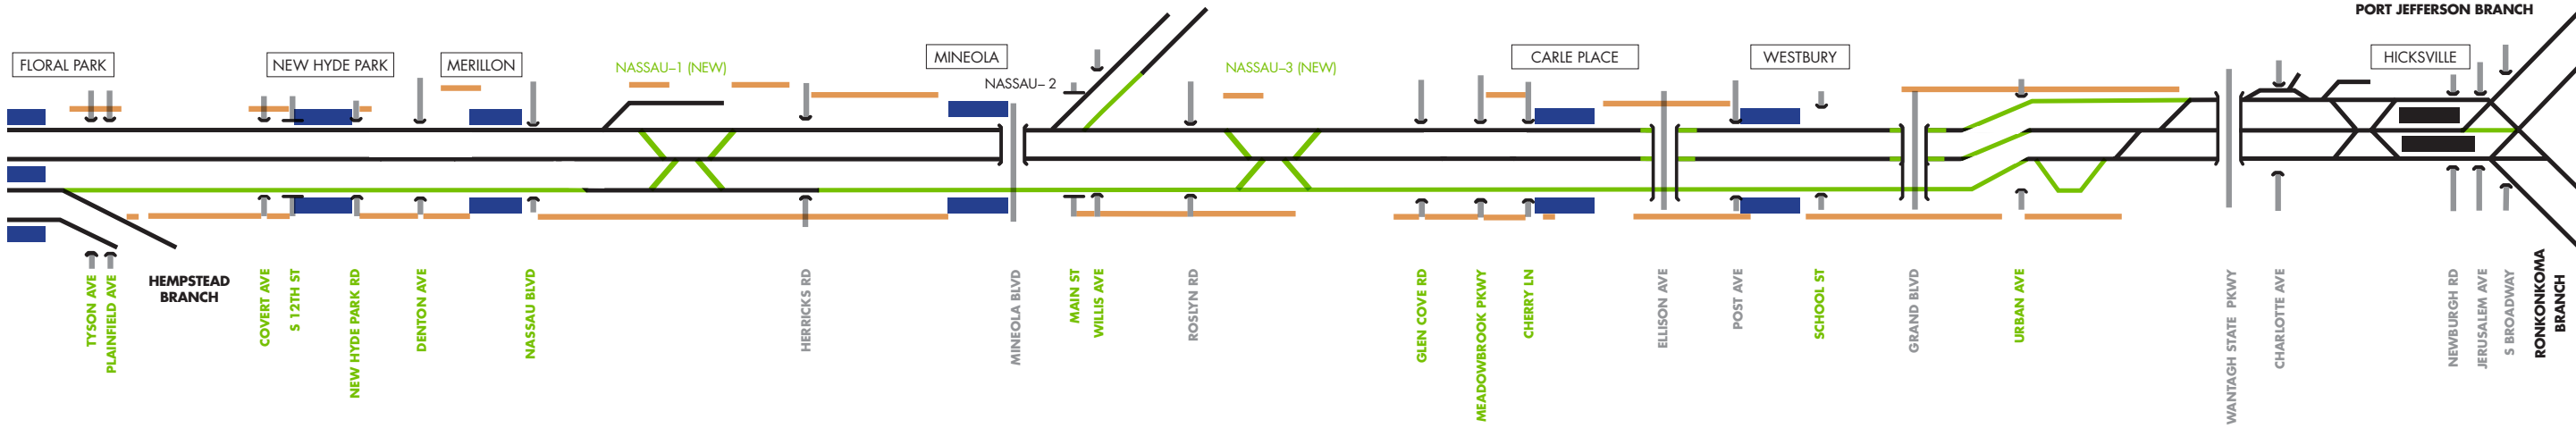 PORT JEFFERSON BRANCH
FLORAL PARK
NEW HYDE PARK
MERILLON
NASSAU–1 (NEW)
MINEOLA
NASSAU– 2
NASSAU–3 (NEW)
CARLE PLACE
WESTBURY
HICKSVILLE
TYSON AVE
PLAINFIELD AVE
HEMPSTEAD
BRANCH
COVERT AVE
S 12TH ST
NEW HYDE PARK RD
DENTON AVE
NASSAU BLVD
HERRICKS RD
MINEOLA BLVD
MAIN ST
WILLIS AVE
ROSLYN RD
GLEN COVE RD
MEADOWBROOK PKWY
CHERRY LN
ELLISON AVE
POST AVE
SCHOOL ST
GRAND BLVD
URBAN AVE
WANTAGH STATE PKWY
CHARLOTTE AVE
NEWBURGH RD
JERUSALEM AVE
S BROADWAY
RONKONKOMA
BRANCH